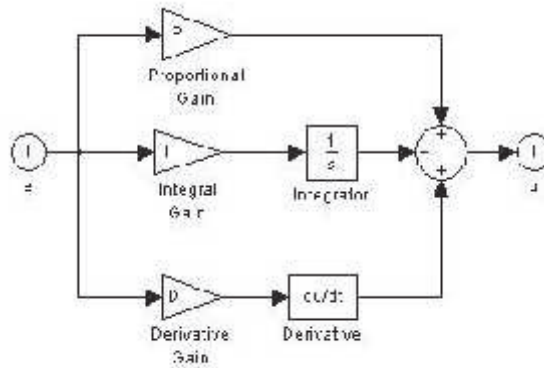 P
Proportional
Gain
1
I
1
s
+
+
1
e
Integral
Gain
Integrator
u
D
du/dt
Derivative
Gain
Derivative